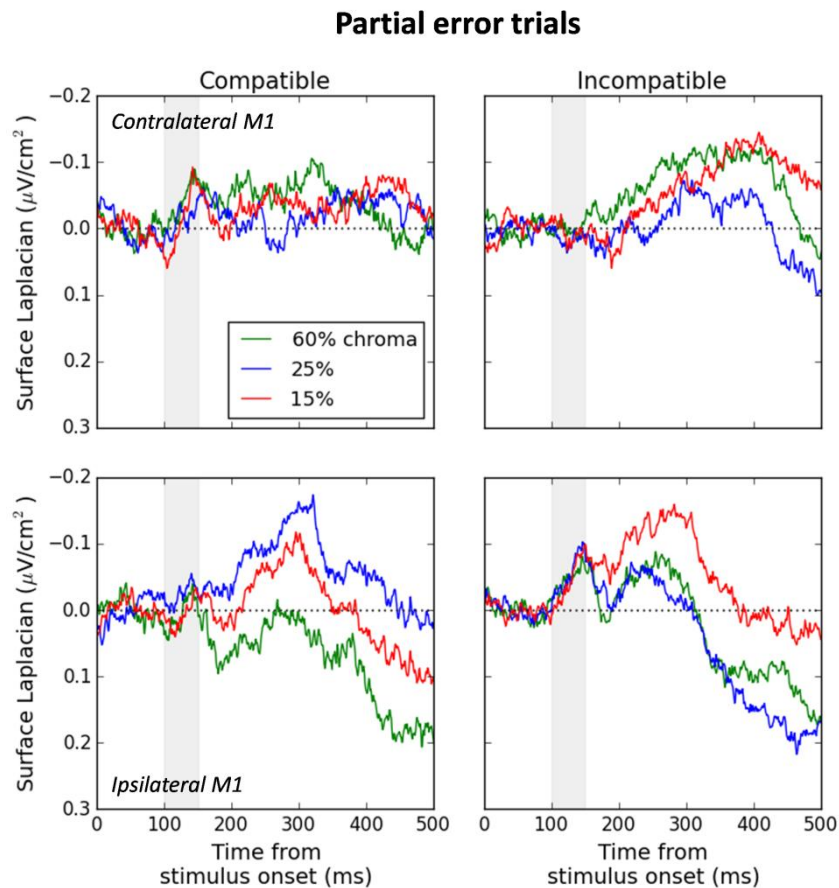 Partial error trials
Compatible
Incompatible
Surface Laplacian (μV/cm²)
−0.2
−0.1
0.0
0.1
0.2
0.3
Contralateral M1
60% chroma
25%
15%
Surface Laplacian (μV/cm²)
−0.2
−0.1
0.0
0.1
0.2
0.3
Ipsilateral M1
0 100 200 300 400 500
0 100 200 300 400 500
Time from
stimulus onset (ms)
Time from
stimulus onset (ms)